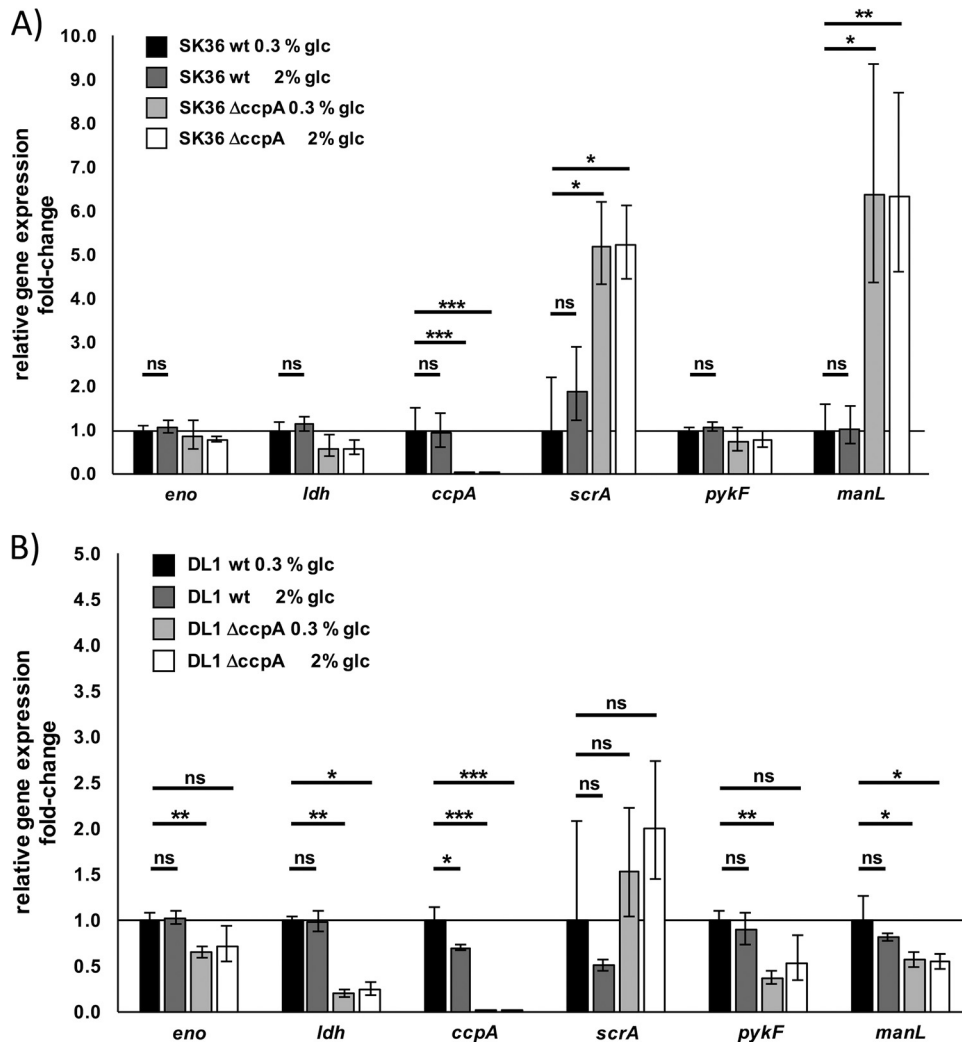 A)
relative gene expression
fold-change
10.0
9.0
8.0
7.0
6.0
5.0
4.0
3.0
2.0
1.0
0.0
SK36 wt 0.3 % glc
SK36 wt 2% glc
SK36 ΔccpA 0.3 % glc
SK36 ΔccpA 2% glc
ns
ns
***
***
ns
*
*
ns
ns
**
*
ns
eno ldh ccpA scrA pykF manL
B)
relative gene expression
fold-change
5.0
4.5
4.0
3.5
3.0
2.5
2.0
1.5
1.0
0.5
0.0
DL1 wt 0.3 % glc
DL1 wt 2% glc
DL1 ΔccpA 0.3 % glc
DL1 ΔccpA 2% glc
ns
**
ns
*
**
ns
***
***
*
ns
ns
ns
ns
**
ns
*
*
ns
eno ldh ccpA scrA pykF manL